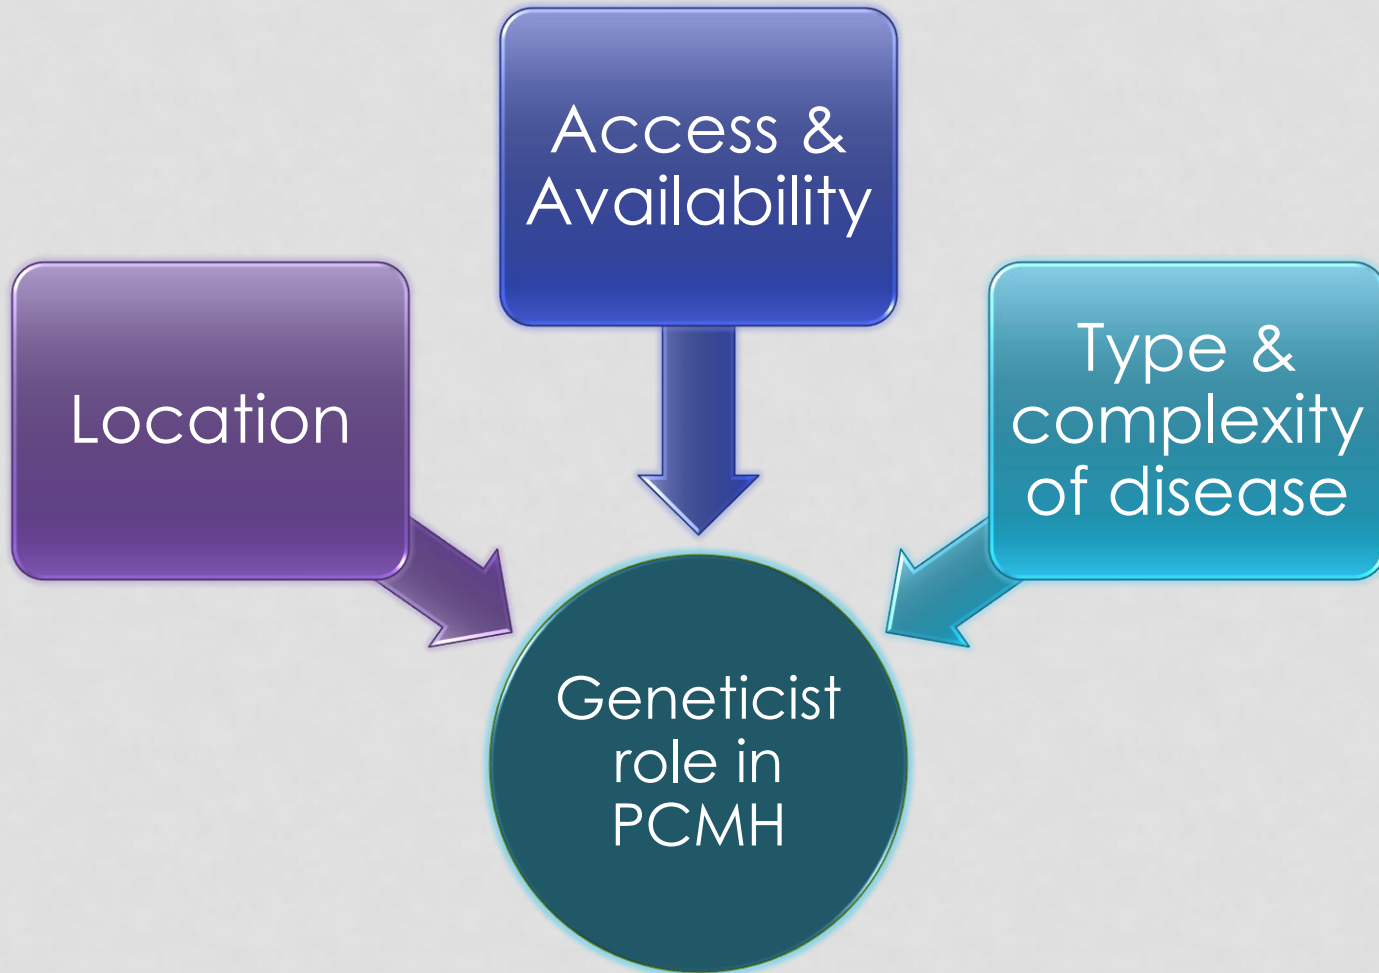 Access &
Availability
Location
Type &
complexity
of disease
Geneticist
role in
PCMH